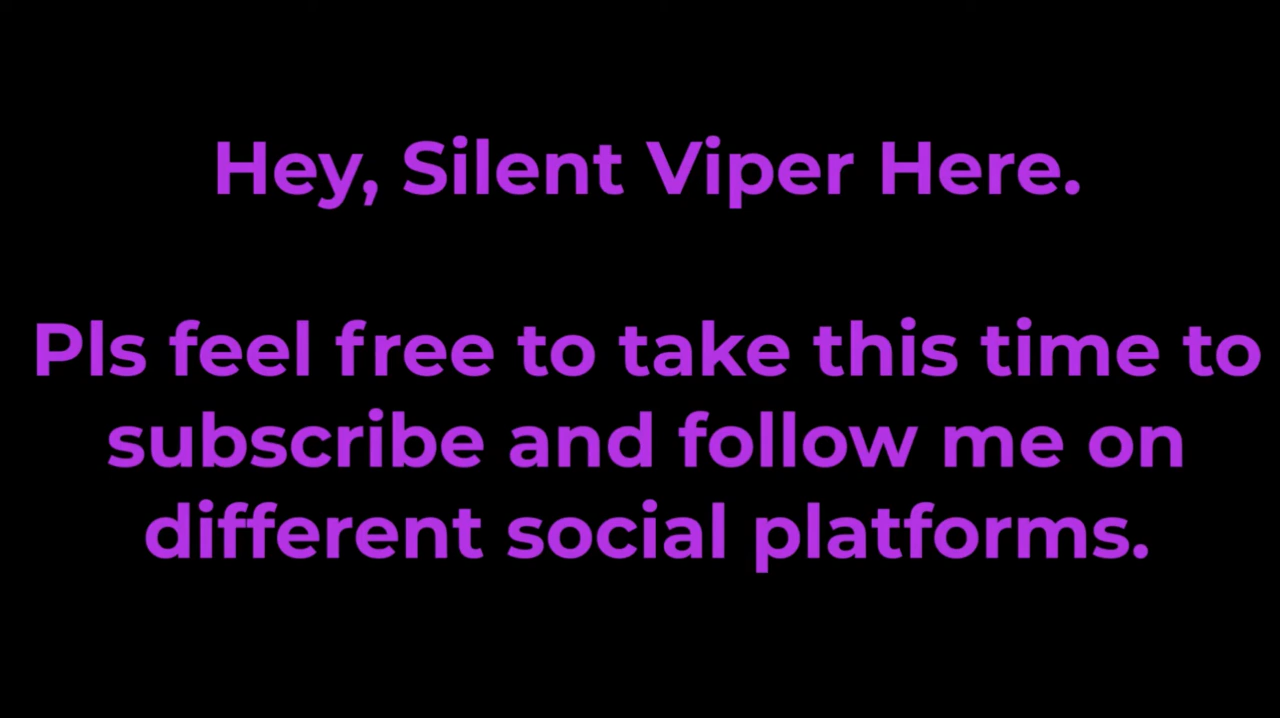 Hey, Silent Viper Here.
Pls feel free to take this time to
subscribe and follow me on
different social platforms.